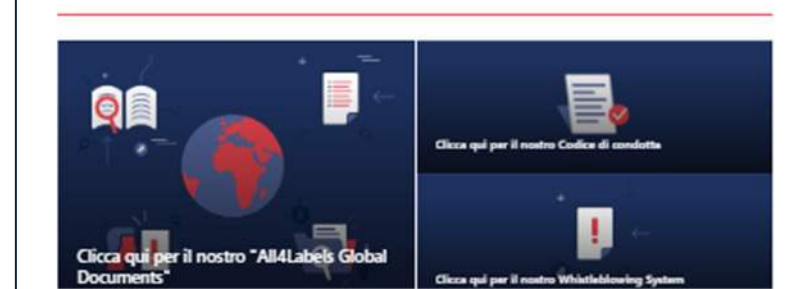 Clicca qui per il nostro "All4Labels Global
Documents"
Clicca qui per il nostro Codice di condotta
Clicca qui per il nostro Whistleblowing System